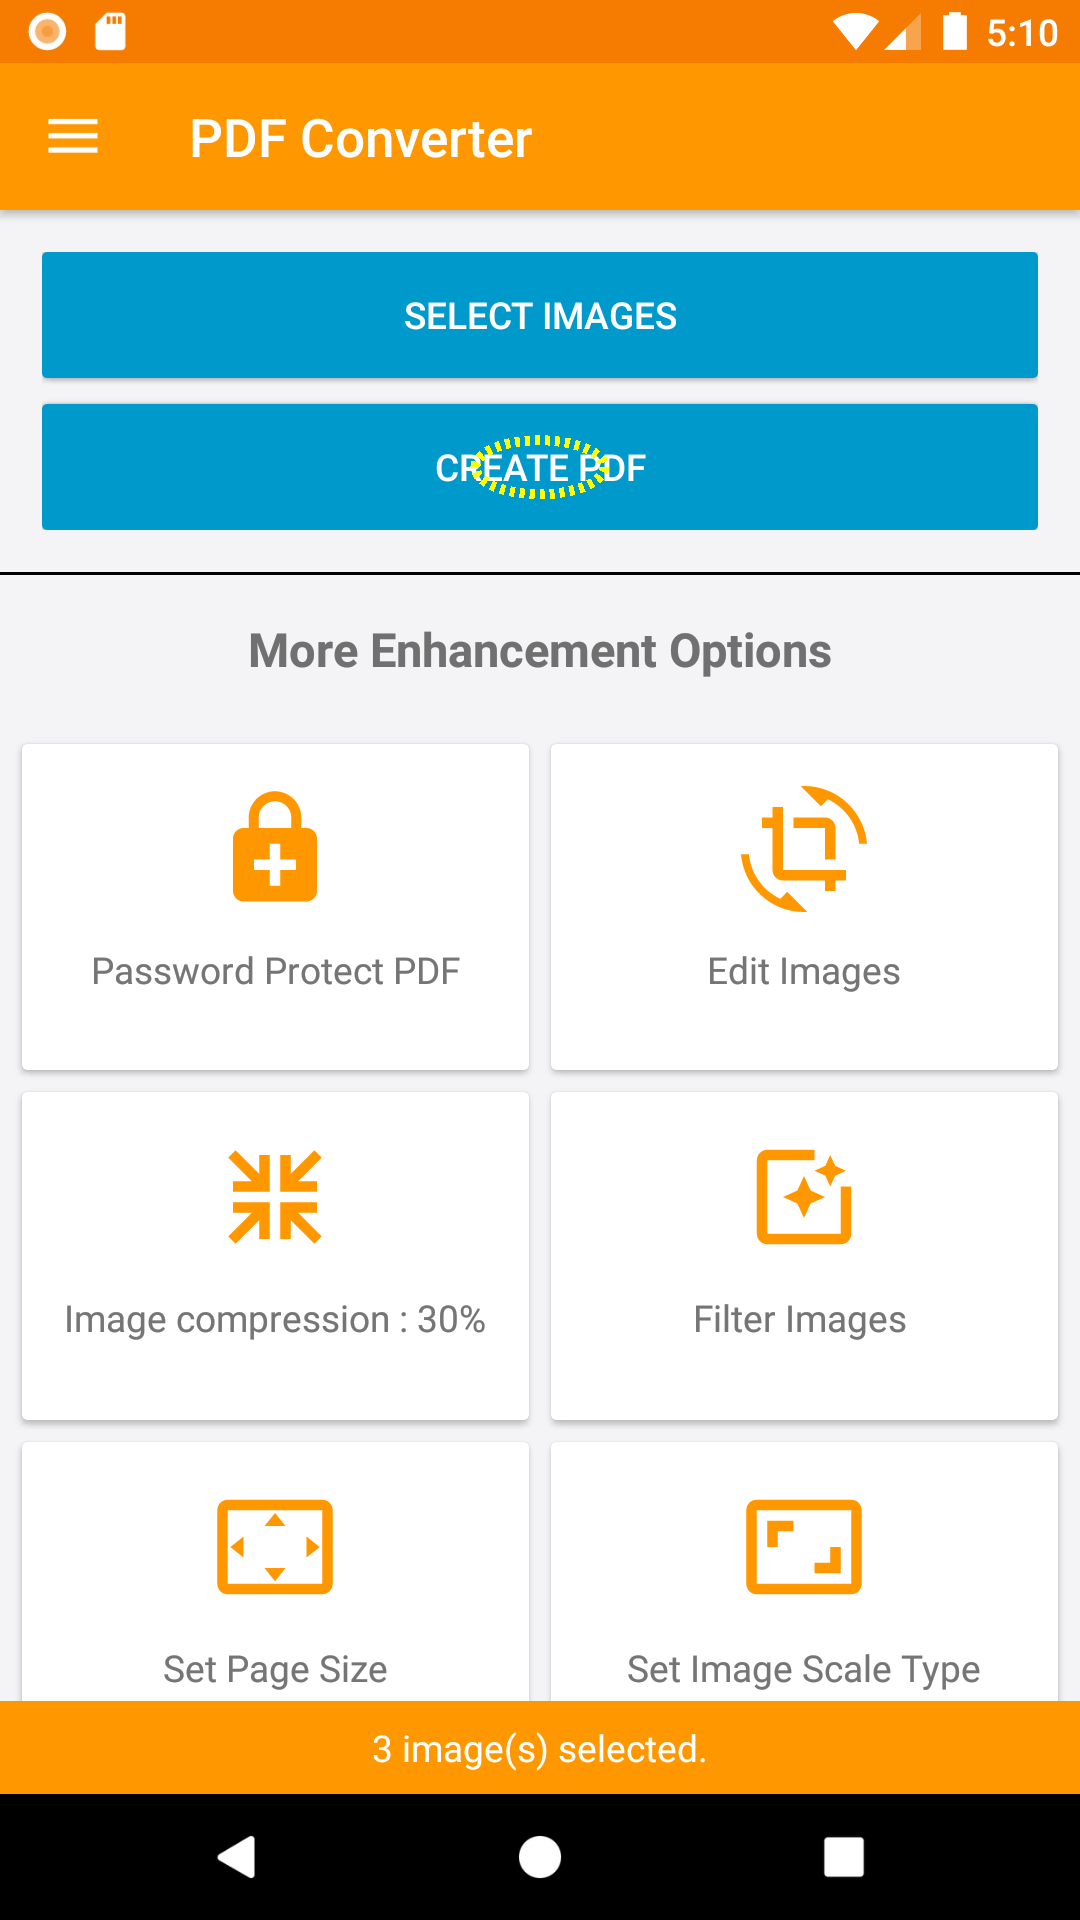 5:10
PDF Converter
SELECT IMAGES
CREATE PDF
More Enhancement Options
Password Protect PDF
Edit Images
Image compression : 30%
Filter Images
Set Page Size
Set Image Scale Type
3 image(s) selected.